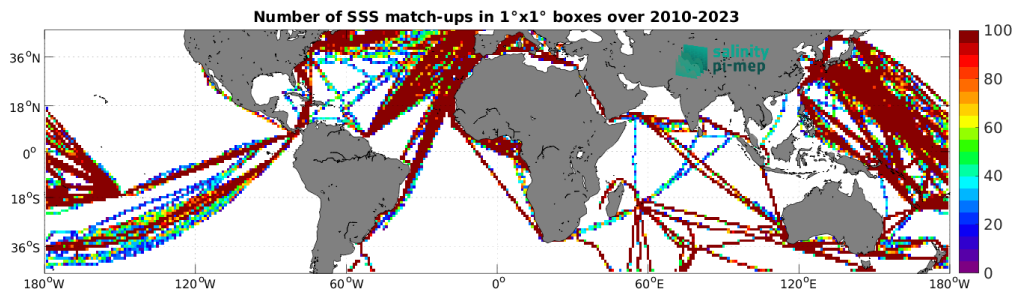 Number of SSS match-ups in 1°x1° boxes over 2010-2023
salinity
pi-mep
36°N
18°N
0°
18°S
36°S
180°W
120°W
60°W
0°
60°E
120°E
180°W
100
80
60
40
20
0